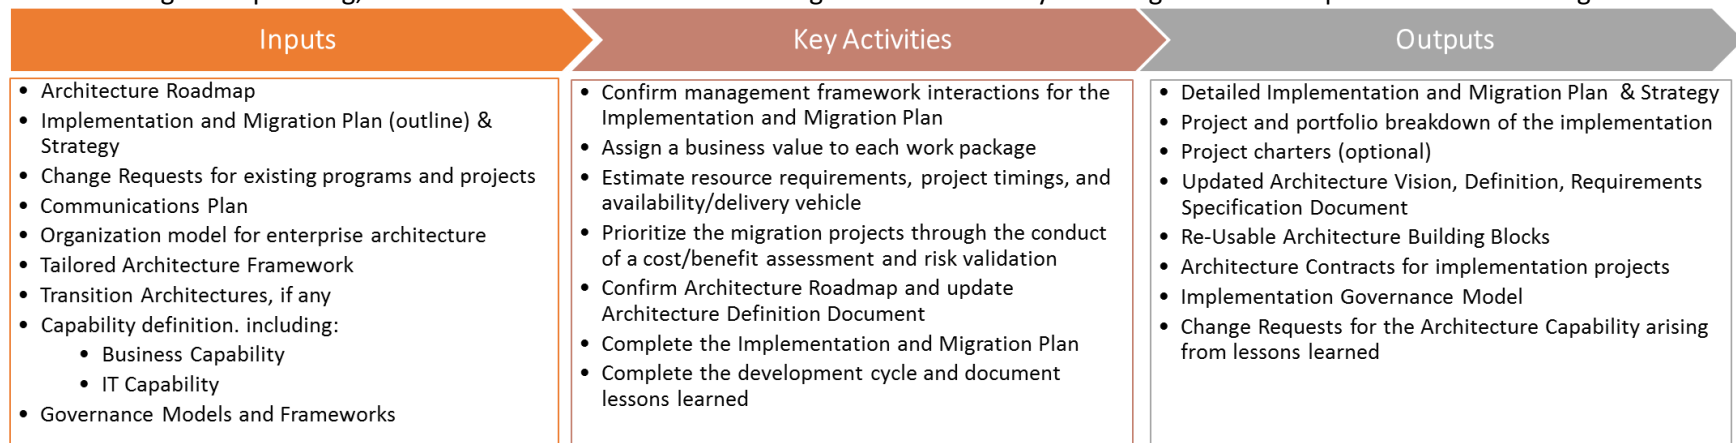 Inputs
Key Activities
Outputs
• Architecture Roadmap
• Implementation and Migration Plan (outline) &
Strategy
• Change Requests for existing programs and projects
• Communications Plan
• Organization model for enterprise architecture
• Tailored Architecture Framework
• Transition Architectures, if any
• Capability definition. including:
• Business Capability
• IT Capability
• Governance Models and Frameworks
• Confirm management framework interactions for the
Implementation and Migration Plan
• Assign a business value to each work package
• Estimate resource requirements, project timings, and
availability/delivery vehicle
• Prioritize the migration projects through the conduct
of a cost/benefit assessment and risk validation
• Confirm Architecture Roadmap and update
Architecture Definition Document
• Complete the Implementation and Migration Plan
• Complete the development cycle and document
lessons learned
• Detailed Implementation and Migration Plan & Strategy
• Project and portfolio breakdown of the implementation
• Project charters (optional)
• Updated Architecture Vision, Definition, Requirements
Specification Document
• Re-Usable Architecture Building Blocks
• Architecture Contracts for implementation projects
• Implementation Governance Model
• Change Requests for the Architecture Capability arising
from lessons learned